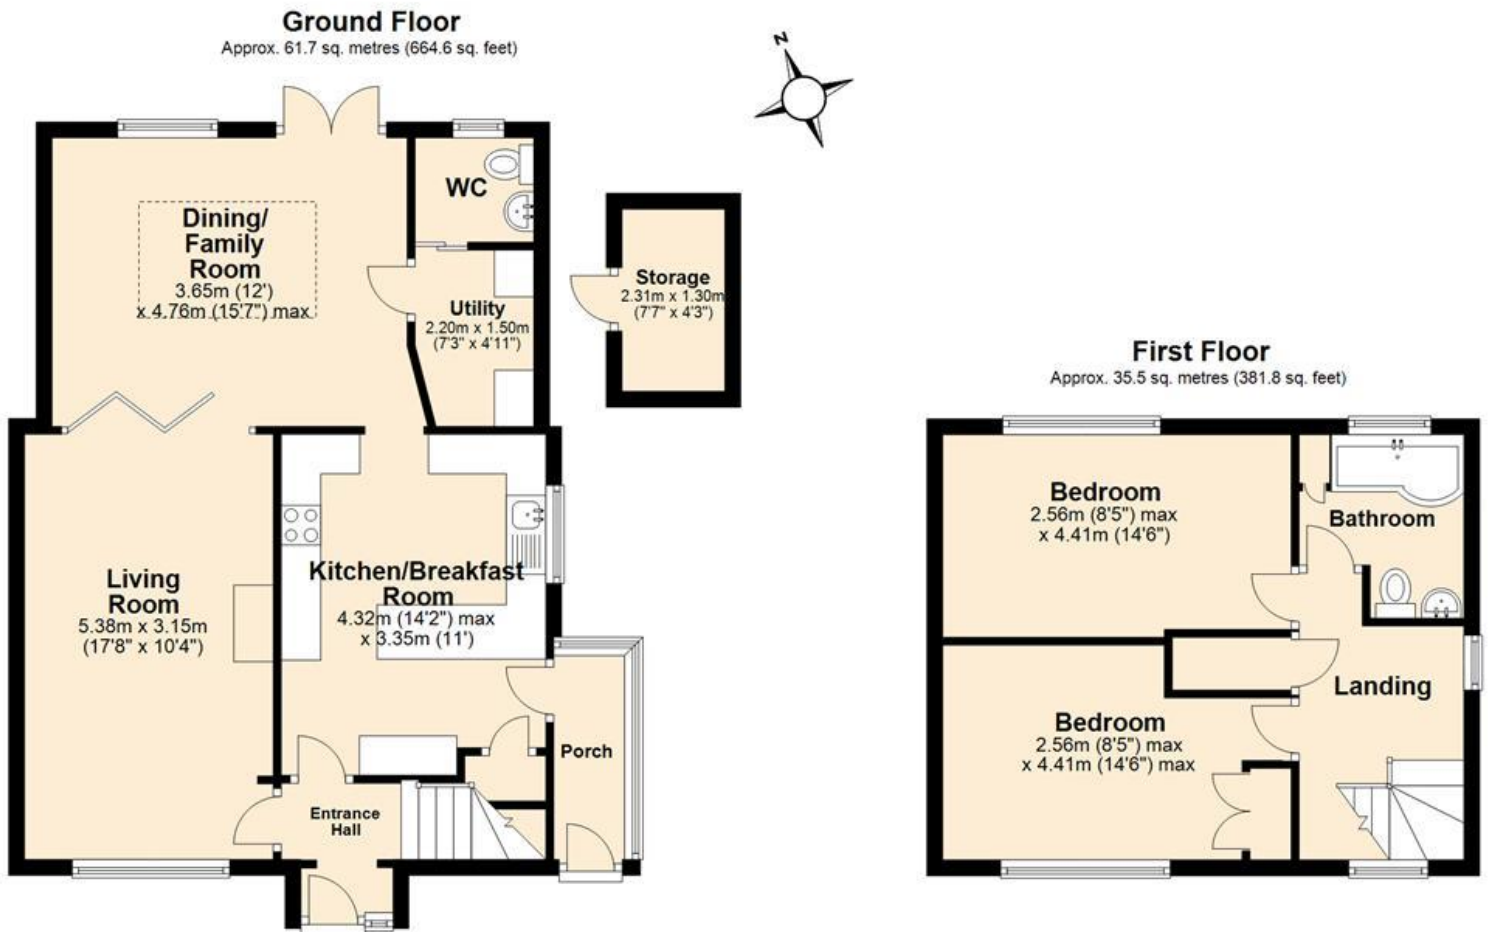 Ground Floor
Approx. 61.7 sq. metres (664.6 sq. feet)
N
Dining/
Family
Room
3.65m (12')
x 4.76m (15'7") max
WC
Utility
2.20m x 1.50m
(7'3" x 4'11")
Storage
2.31m x 1.30m
(7'7" x 4'3")
Living
Room
5.38m x 3.15m
(17'8" x 10'4")
Kitchen/Breakfast
Room
4.32m (14'2") max
x 3.35m (11')
Porch
Entrance
Hall
First Floor
Approx. 35.5 sq. metres (381.8 sq. feet)
Bedroom
2.56m (8'5") max
x 4.41m (14'6")
Bathroom
Landing
Bedroom
2.56m (8'5") max
x 4.41m (14'6") max